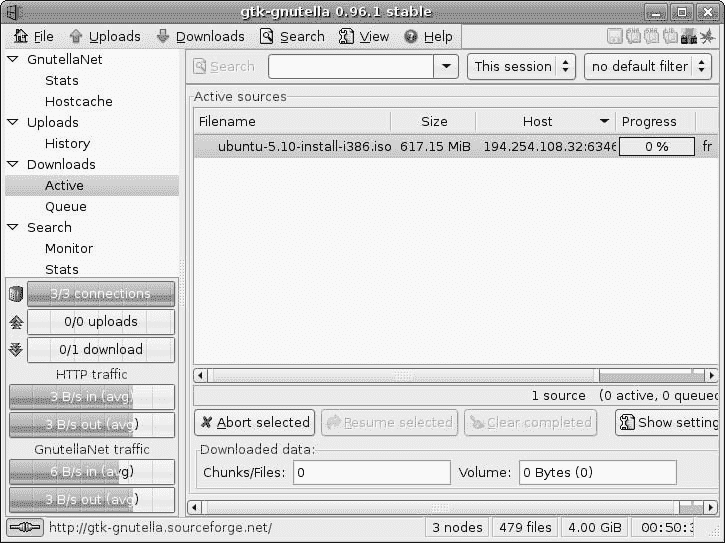 gtk-gnutella 0.96.1 stable
File Uploads Downloads Search View Help
GnutellaNet
Stats
Hostcache
Uploads
History
Downloads
Active
Queue
Search
Monitor
Stats
3/3 connections
0/0 uploads
0/1 download
HTTP traffic
3 B/s in (avg)
3 B/s out (avg)
GnutellaNet traffic
6 B/s in (avg)
3 B/s out (avg)
Search This session no default filter
Active sources
Filename Size Host Progress
ubuntu-5.10-install-i386.iso 617.15 MiB 194.254.108.32:6346 0 % fr
1 source (0 active, 0 queued
Abort selected Resume selected Clear completed Show setting
Downloaded data:
Chunks/Files: 0 Volume: 0 Bytes (0)
http://gtk-gnutella.sourceforge.net/ 3 nodes 479 files 4.00 GiB 00:50: